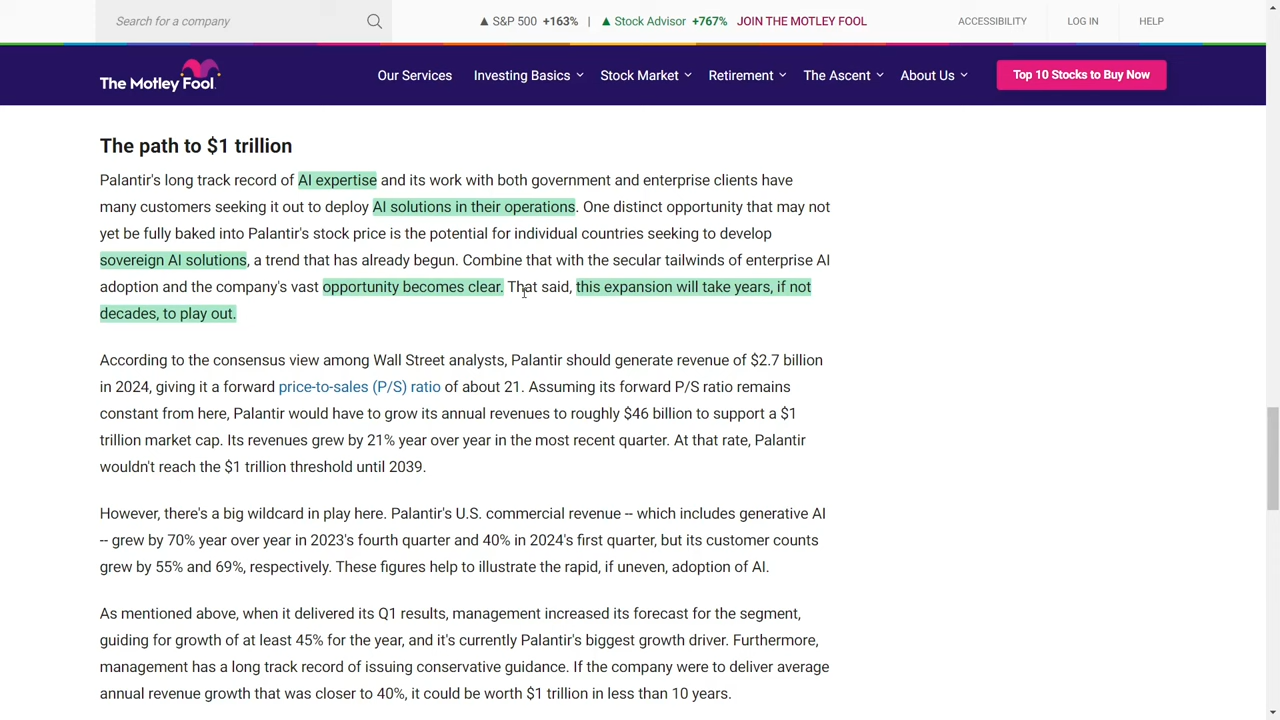 Search for a company
▲ S&P 500 +163% | ▲ Stock Advisor +767% JOIN THE MOTLEY FOOL
ACCESSIBILITY LOG IN HELP
The Motley Fool
Our Services Investing Basics Stock Market Retirement The Ascent About Us Top 10 Stocks to Buy Now
The path to $1 trillion
Palantir's long track record of AI expertise and its work with both government and enterprise clients have
many customers seeking it out to deploy AI solutions in their operations. One distinct opportunity that may not
yet be fully baked into Palantir's stock price is the potential for individual countries seeking to develop
sovereign AI solutions, a trend that has already begun. Combine that with the secular tailwinds of enterprise AI
adoption and the company's vast opportunity becomes clear. That said, this expansion will take years, if not
decades, to play out.
According to the consensus view among Wall Street analysts, Palantir should generate revenue of $2.7 billion
in 2024, giving it a forward price-to-sales (P/S) ratio of about 21. Assuming its forward P/S ratio remains
constant from here, Palantir would have to grow its annual revenues to roughly $46 billion to support a $1
trillion market cap. Its revenues grew by 21% year over year in the most recent quarter. At that rate, Palantir
wouldn't reach the $1 trillion threshold until 2039.
However, there's a big wildcard in play here. Palantir's U.S. commercial revenue -- which includes generative AI
-- grew by 70% year over year in 2023's fourth quarter and 40% in 2024's first quarter, but its customer counts
grew by 55% and 69%, respectively. These figures help to illustrate the rapid, if uneven, adoption of AI.
As mentioned above, when it delivered its Q1 results, management increased its forecast for the segment,
guiding for growth of at least 45% for the year, and it's currently Palantir's biggest growth driver. Furthermore,
management has a long track record of issuing conservative guidance. If the company were to deliver average
annual revenue growth that was closer to 40%, it could be worth $1 trillion in less than 10 years.